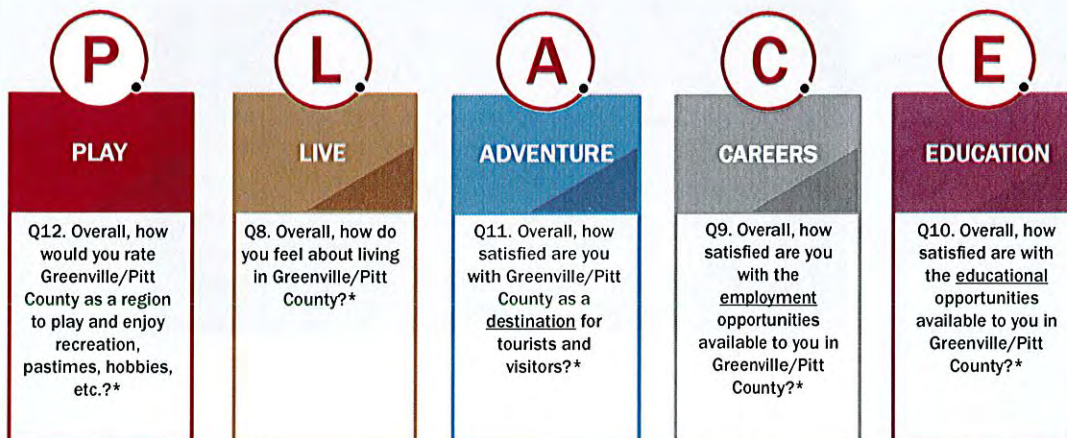 P
PLAY
Q12. Overall, how
would you rate
Greenville/Pitt
County as a region
to play and enjoy
recreation,
pastimes, hobbies,
etc.?*
L
LIVE
Q8. Overall, how do
you feel about living
in Greenville/Pitt
County?*
A
ADVENTURE
Q11. Overall, how
satisfied are you
with Greenville/Pitt
County as a
destination for
tourists and
visitors?*
C
CAREERS
Q9. Overall, how
satisfied are you
with the
employment
opportunities
available to you in
Greenville/Pitt
County?*
E
EDUCATION
Q10. Overall, how
satisfied are with
the educational
opportunities
available to you in
Greenville/Pitt
County?*